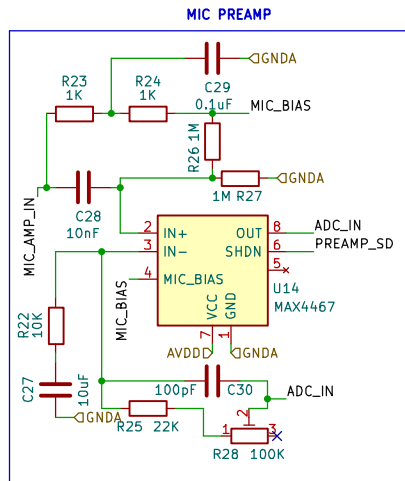 MIC PREAMP
GNDA
C29
0.1uF
R23
1K
R24
1K
MIC_BIAS
R26 1M
GNDA
1M R27
MIC_AMP_IN
C28
10nF
2
IN+
OUT
8
ADC_IN
3
IN-
SHDN
6
PREAMP_SD
5
4
MIC_BIAS
MIC_BIAS
VCC
GND
7
1
U14
MAX4467
AVDD
GNDA
R22
10K
C27
10uF
GNDA
100pF
C30
ADC_IN
R25
22K
1
2
3
R28
100K